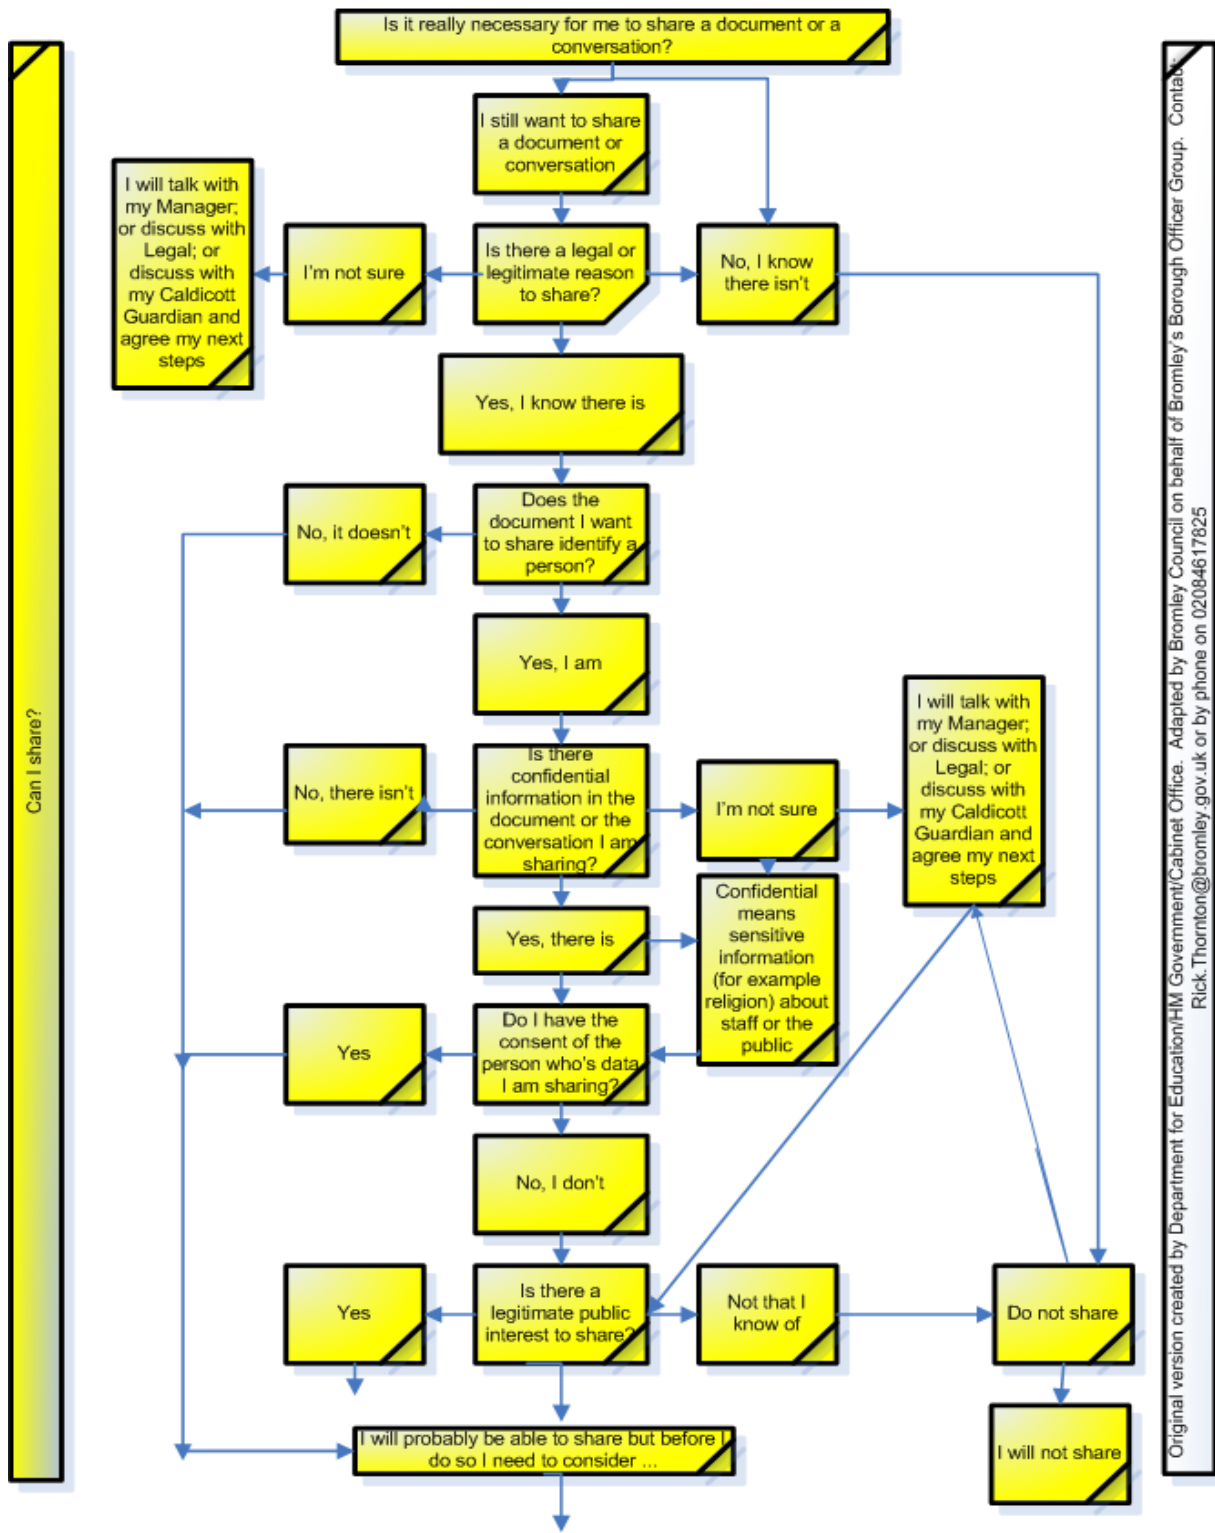 Is it really necessary for me to share a document or a
conversation?
I still want to share
a document or
conversation
I will talk with
my Manager;
or discuss with
Legal; or
discuss with
my Caldicott
Guardian and
agree my next
steps
I'm not sure
Is there a legal or
legitimate reason
to share?
No, I know
there isn't
Yes, I know there is
No, it doesn't
Does the
document I want
to share identify a
person?
Yes, I am
No, there isn't
Is there
confidential
information in the
document or the
conversation I am
sharing?
I'm not sure
I will talk with
my Manager;
or discuss with
Legal; or
discuss with
my Caldicott
Guardian and
agree my next
steps
Yes, there is
Confidential
means
sensitive
information
(for example
religion) about
staff or the
public
Yes
Do I have the
consent of the
person who's data
I am sharing?
No, I don't
Yes
Is there a
legitimate public
interest to share?
Not that I
know of
Do not share
I will probably be able to share but before I
do so I need to consider ...
I will not share
Can I share?
Original version created by Department for Education/HM Government/Cabinet Office. Adapted by Bromley Council on behalf of Bromley's Borough Officer Group. Contact:
Rick.Thornton@bromley.gov.uk or by phone on 02084617825